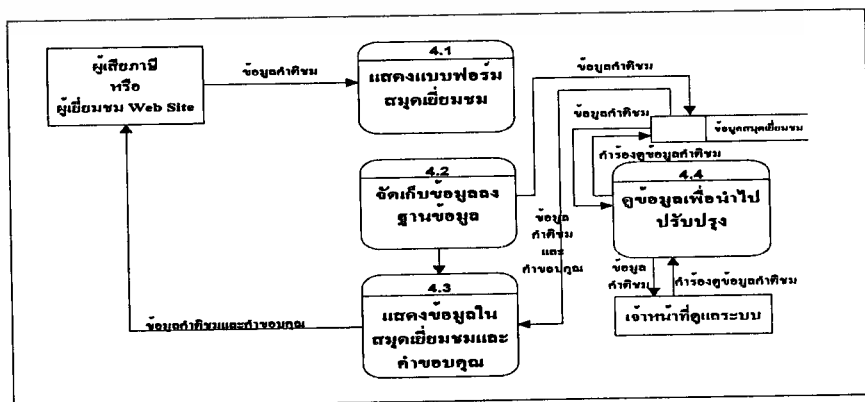 ผู้เสียภาษี
หรือ
ผู้เยี่ยมชม Web Site
ข้อมูลคำติชม
4.1
แสดงแบบฟอร์ม
สมุดเยี่ยมชม
ข้อมูลคำติชม
ข้อมูลคำติชม
ข้อมูลสมุดเยี่ยมชม
คำร้องดูข้อมูลคำติชม
4.2
จัดเก็บข้อมูลลง
ฐานข้อมูล
4.4
ดูข้อมูลเพื่อนำไป
ปรับปรุง
ข้อมูล
คำติชม
และ
คำขอบคุณ
ข้อมูล
คำติชม
คำร้องดูข้อมูลคำติชม
4.3
แสดงข้อมูลใน
สมุดเยี่ยมชมและ
คำขอบคุณ
ข้อมูลคำติชมและคำขอบคุณ
เจ้าหน้าที่ดูแลระบบ